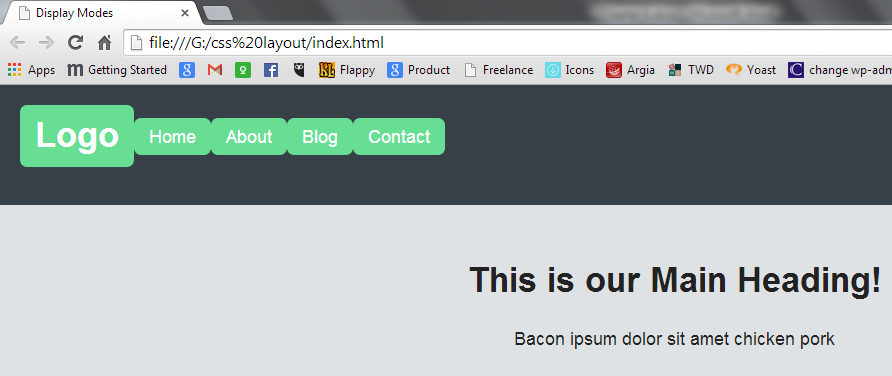 Display Modes
file:///G:/css%20layout/index.html
Apps Getting Started Flappy Product Freelance Icons Argia TWD Yoast change wp-adm
Logo Home About Blog Contact
This is our Main Heading!
Bacon ipsum dolor sit amet chicken pork